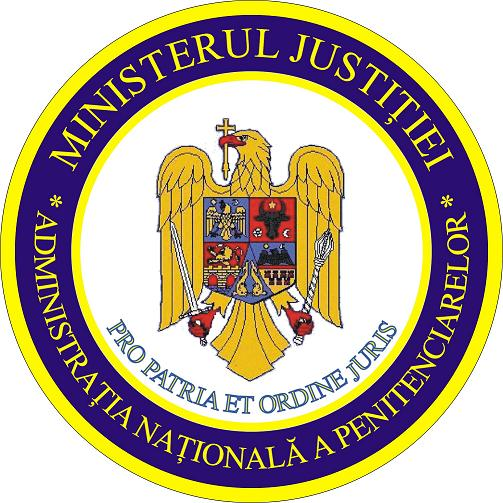 MINISTERUL JUSTIȚIEI
* ADMINISTRAȚIA NAȚIONALĂ A PENITENCIARELOR *
PRO PATRIA ET ORDINE JURIS